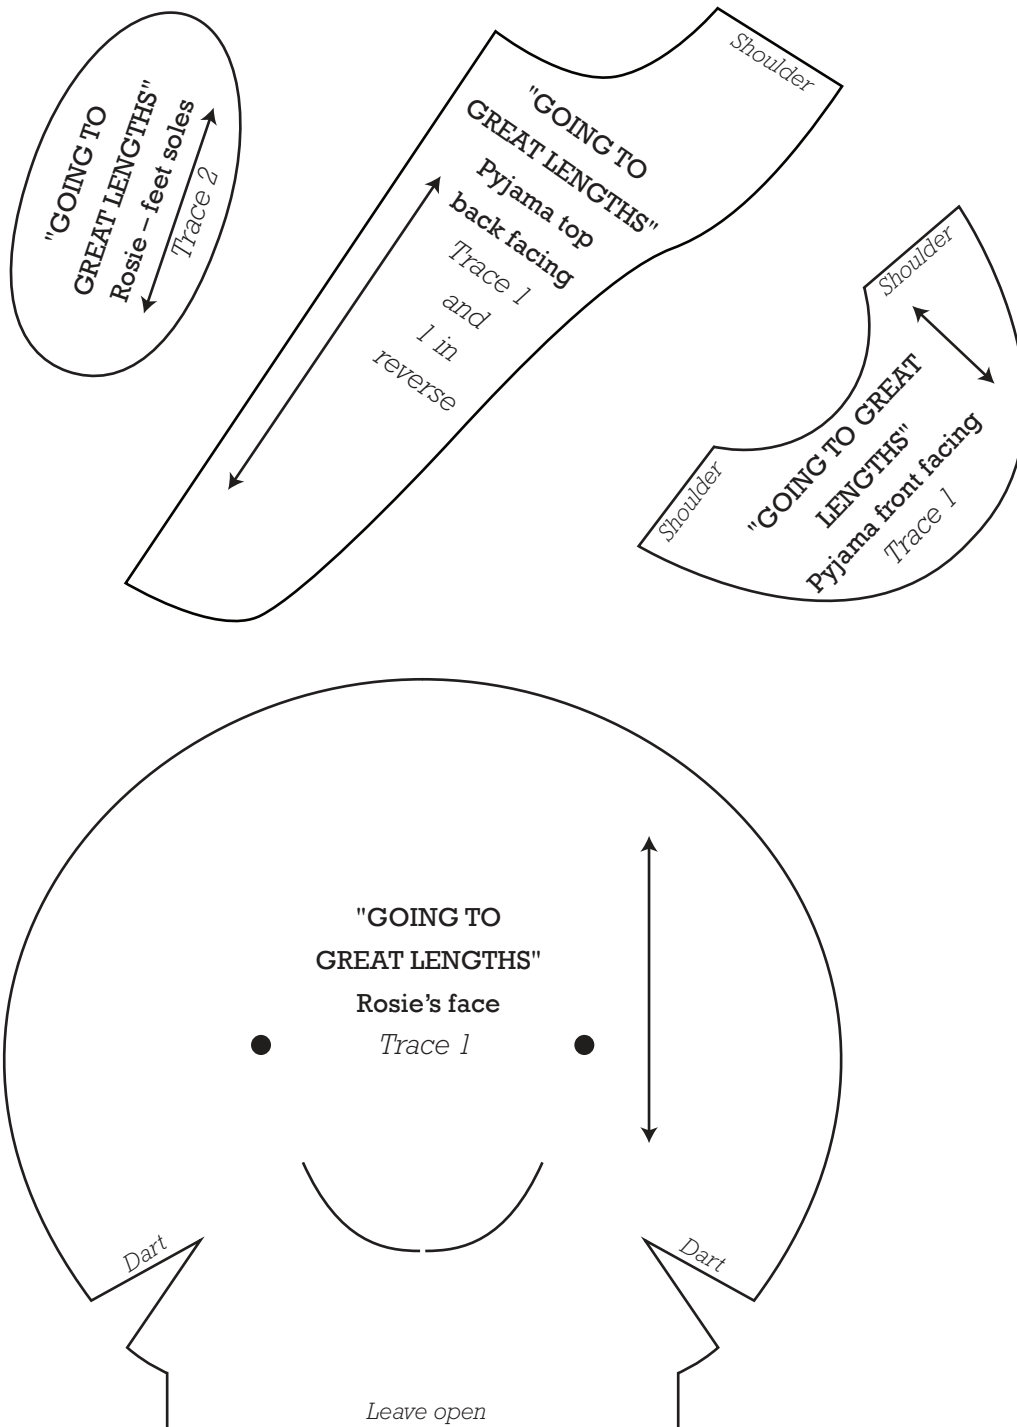 "GOING TO
GREAT LENGTHS"
Rosie – feet soles
Trace 2
Shoulder
"GOING TO
GREAT LENGTHS"
Pyjama top
back facing
Trace 1
and
1 in
reverse
Shoulder
Shoulder
"GOING TO GREAT
LENGTHS"
Pyjama front facing
Trace 1
"GOING TO
GREAT LENGTHS"
Rosie’s face
Trace 1
Dart
Dart
Leave open